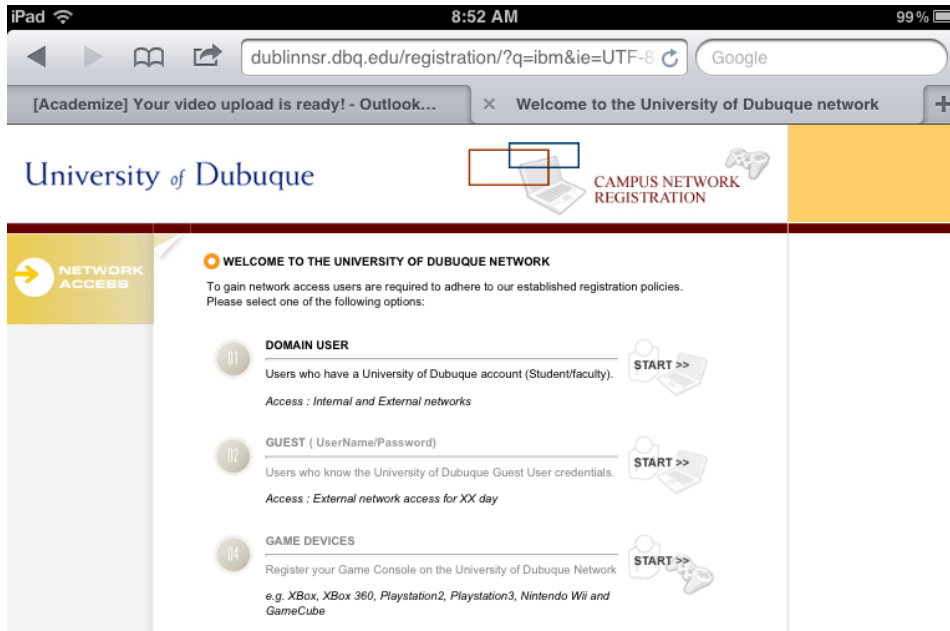 iPad 8:52 AM 99%
dublinnsr.dbq.edu/registration/?q=ibm&ie=UTF-8 Google
[Academize] Your video upload is ready! - Outlook... × Welcome to the University of Dubuque network +
University of Dubuque
CAMPUS NETWORK
REGISTRATION
NETWORK
ACCESS
WELCOME TO THE UNIVERSITY OF DUBUQUE NETWORK
To gain network access users are required to adhere to our established registration policies.
Please select one of the following options:
01 DOMAIN USER
Users who have a University of Dubuque account (Student/faculty). START >>
Access : Internal and External networks
02 GUEST ( UserName/Password)
Users who know the University of Dubuque Guest User credentials. START >>
Access : External network access for XX day
04 GAME DEVICES
Register your Game Console on the University of Dubuque Network START >>
e.g. XBox, XBox 360, Playstation2, Playstation3, Nintendo Wii and
GameCube